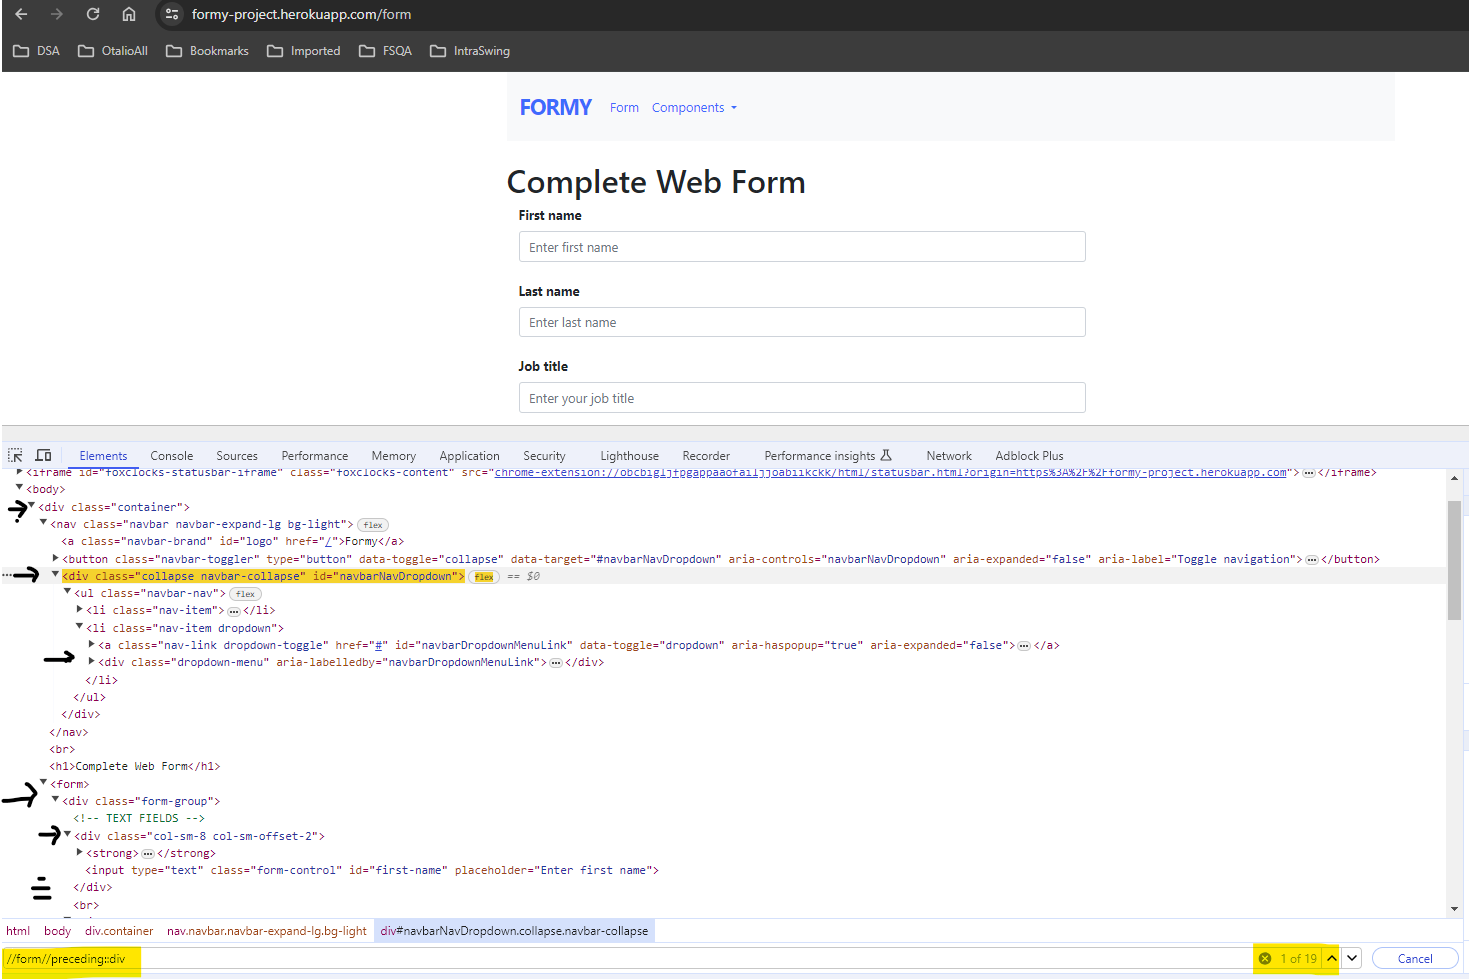 formy-project.herokuapp.com/form
DSA OtalioAll Bookmarks Imported FSQA IntraSwing
FORMY Form Components
Complete Web Form
First name
Enter first name
Last name
Enter last name
Job title
Enter your job title
Elements Console Sources Performance Memory Application Security Lighthouse Recorder Performance insights Network Adblock Plus
<iframe id="foxclocks-statusbar-iframe" class="foxclocks-content" src="chrome-extension://obcbigljfpgappaaofailjjoabiikckk/html/statusbar.html?origin=https%3A%2F%2Fformy-project.herokuapp.com">…</iframe>
<body>
<div class="container">
<nav class="navbar navbar-expand-lg bg-light"> flex
<a class="navbar-brand" id="logo" href="/">Formy</a>
<button class="navbar-toggler" type="button" data-toggle="collapse" data-target="#navbarNavDropdown" aria-controls="navbarNavDropdown" aria-expanded="false" aria-label="Toggle navigation">…</button>
<div class="collapse navbar-collapse" id="navbarNavDropdown"> flex == $0
<ul class="navbar-nav"> flex
<li class="nav-item">…</li>
<li class="nav-item dropdown">
<a class="nav-link dropdown-toggle" href="#" id="navbarDropdownMenuLink" data-toggle="dropdown" aria-haspopup="true" aria-expanded="false">…</a>
<div class="dropdown-menu" aria-labelledby="navbarDropdownMenuLink">…</div>
</li>
</ul>
</div>
</nav>
<br>
<h1>Complete Web Form</h1>
<form>
<div class="form-group">
<!-- TEXT FIELDS -->
<div class="col-sm-8 col-sm-offset-2">
<strong>…</strong>
<input type="text" class="form-control" id="first-name" placeholder="Enter first name">
</div>
<br>
html body div.container nav.navbar.navbar-expand-lg.bg-light div#navbarNavDropdown.collapse.navbar-collapse
//form//preceding::div 1 of 19 Cancel